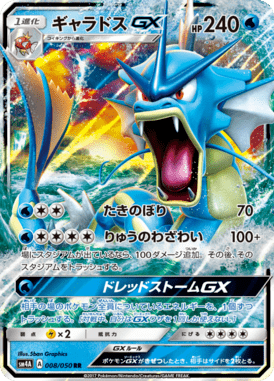 1進化 ギャラドスGX HP240
コイキングから進化
たきのぼり 70
りゅうのわざわい 100+
場にスタジアムが出ているなら、100ダメージ追加。その後、そのスタジアムをトラッシュする。
ドレッドストームGX
相手の場のポケモン全員についているエネルギーを、1個ずつトラッシュする。
弱点 ×2 抵抗力 にげる
GXルール
ポケモンGXがきぜつしたとき、相手はサイドを2枚とる。
Illus. 5ban Graphics
SM4A 008/050 RR
©2017 Pokémon/Nintendo/Creatures/GAME FREAK